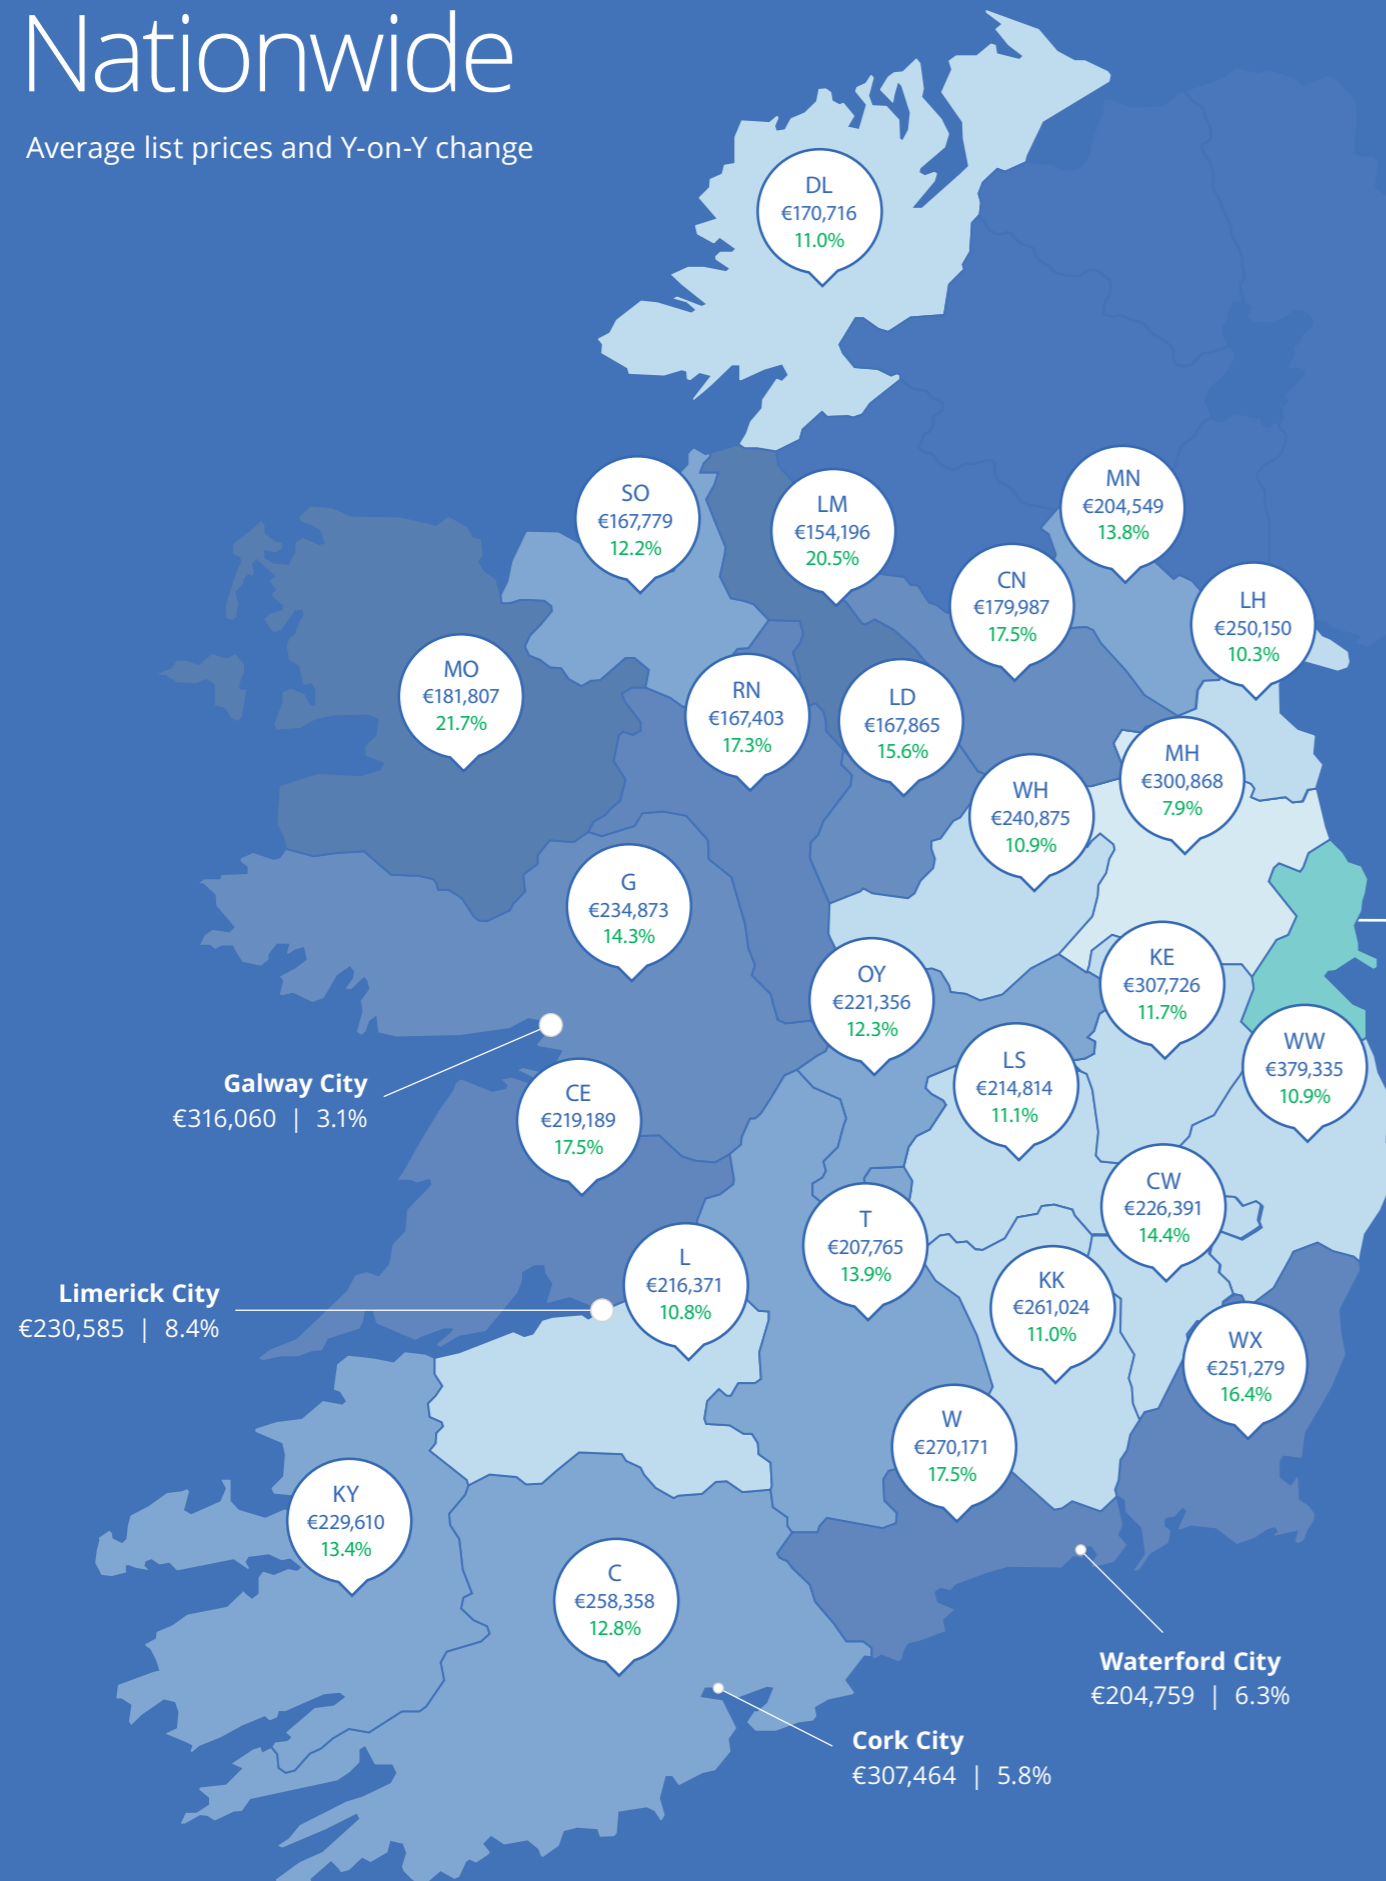 Nationwide
Average list prices and Y-on-Y change
DL
€170,716
11.0%
SO
€167,779
12.2%
LM
€154,196
20.5%
MN
€204,549
13.8%
CN
€179,987
17.5%
LH
€250,150
10.3%
MO
€181,807
21.7%
RN
€167,403
17.3%
LD
€167,865
15.6%
MH
€300,868
7.9%
WH
€240,875
10.9%
G
€234,873
14.3%
OY
€221,356
12.3%
KE
€307,726
11.7%
LS
€214,814
11.1%
WW
€379,335
10.9%
Galway City
€316,060 | 3.1%
CE
€219,189
17.5%
CW
€226,391
14.4%
T
€207,765
13.9%
L
€216,371
10.8%
KK
€261,024
11.0%
Limerick City
€230,585 | 8.4%
WX
€251,279
16.4%
W
€270,171
17.5%
KY
€229,610
13.4%
C
€258,358
12.8%
Waterford City
€204,759 | 6.3%
Cork City
€307,464 | 5.8%